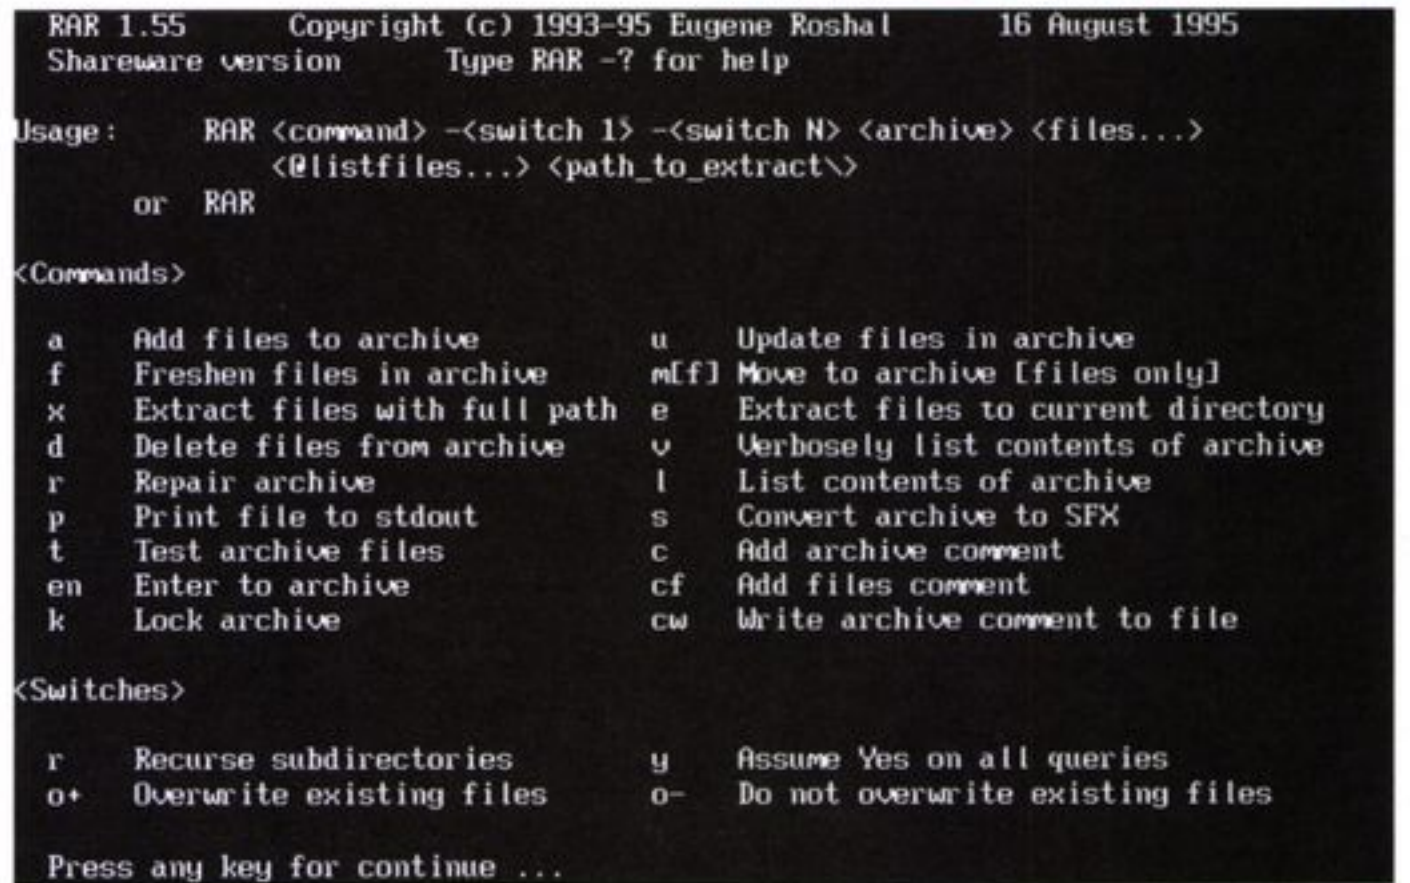 RAR 1.55      Copyright (c) 1993-95 Eugene Roshal      16 August 1995
Shareware version      Type RAR -? for help
Usage:     RAR <command> -<switch 1> -<switch N> <archive> <files...>
<@listfiles...> <path_to_extract\>
or  RAR
<Commands>
a    Add files to archive    u    Update files in archive
f    Freshen files in archive    m[f] Move to archive [files only]
x    Extract files with full path    e    Extract files to current directory
d    Delete files from archive    v    Verbosely list contents of archive
r    Repair archive    l    List contents of archive
p    Print file to stdout    s    Convert archive to SFX
t    Test archive files    c    Add archive comment
en   Enter to archive    cf   Add files comment
k    Lock archive    cw   Write archive comment to file
<Switches>
r    Recurse subdirectories    y    Assume Yes on all queries
o+   Overwrite existing files    o-   Do not overwrite existing files
Press any key for continue ...